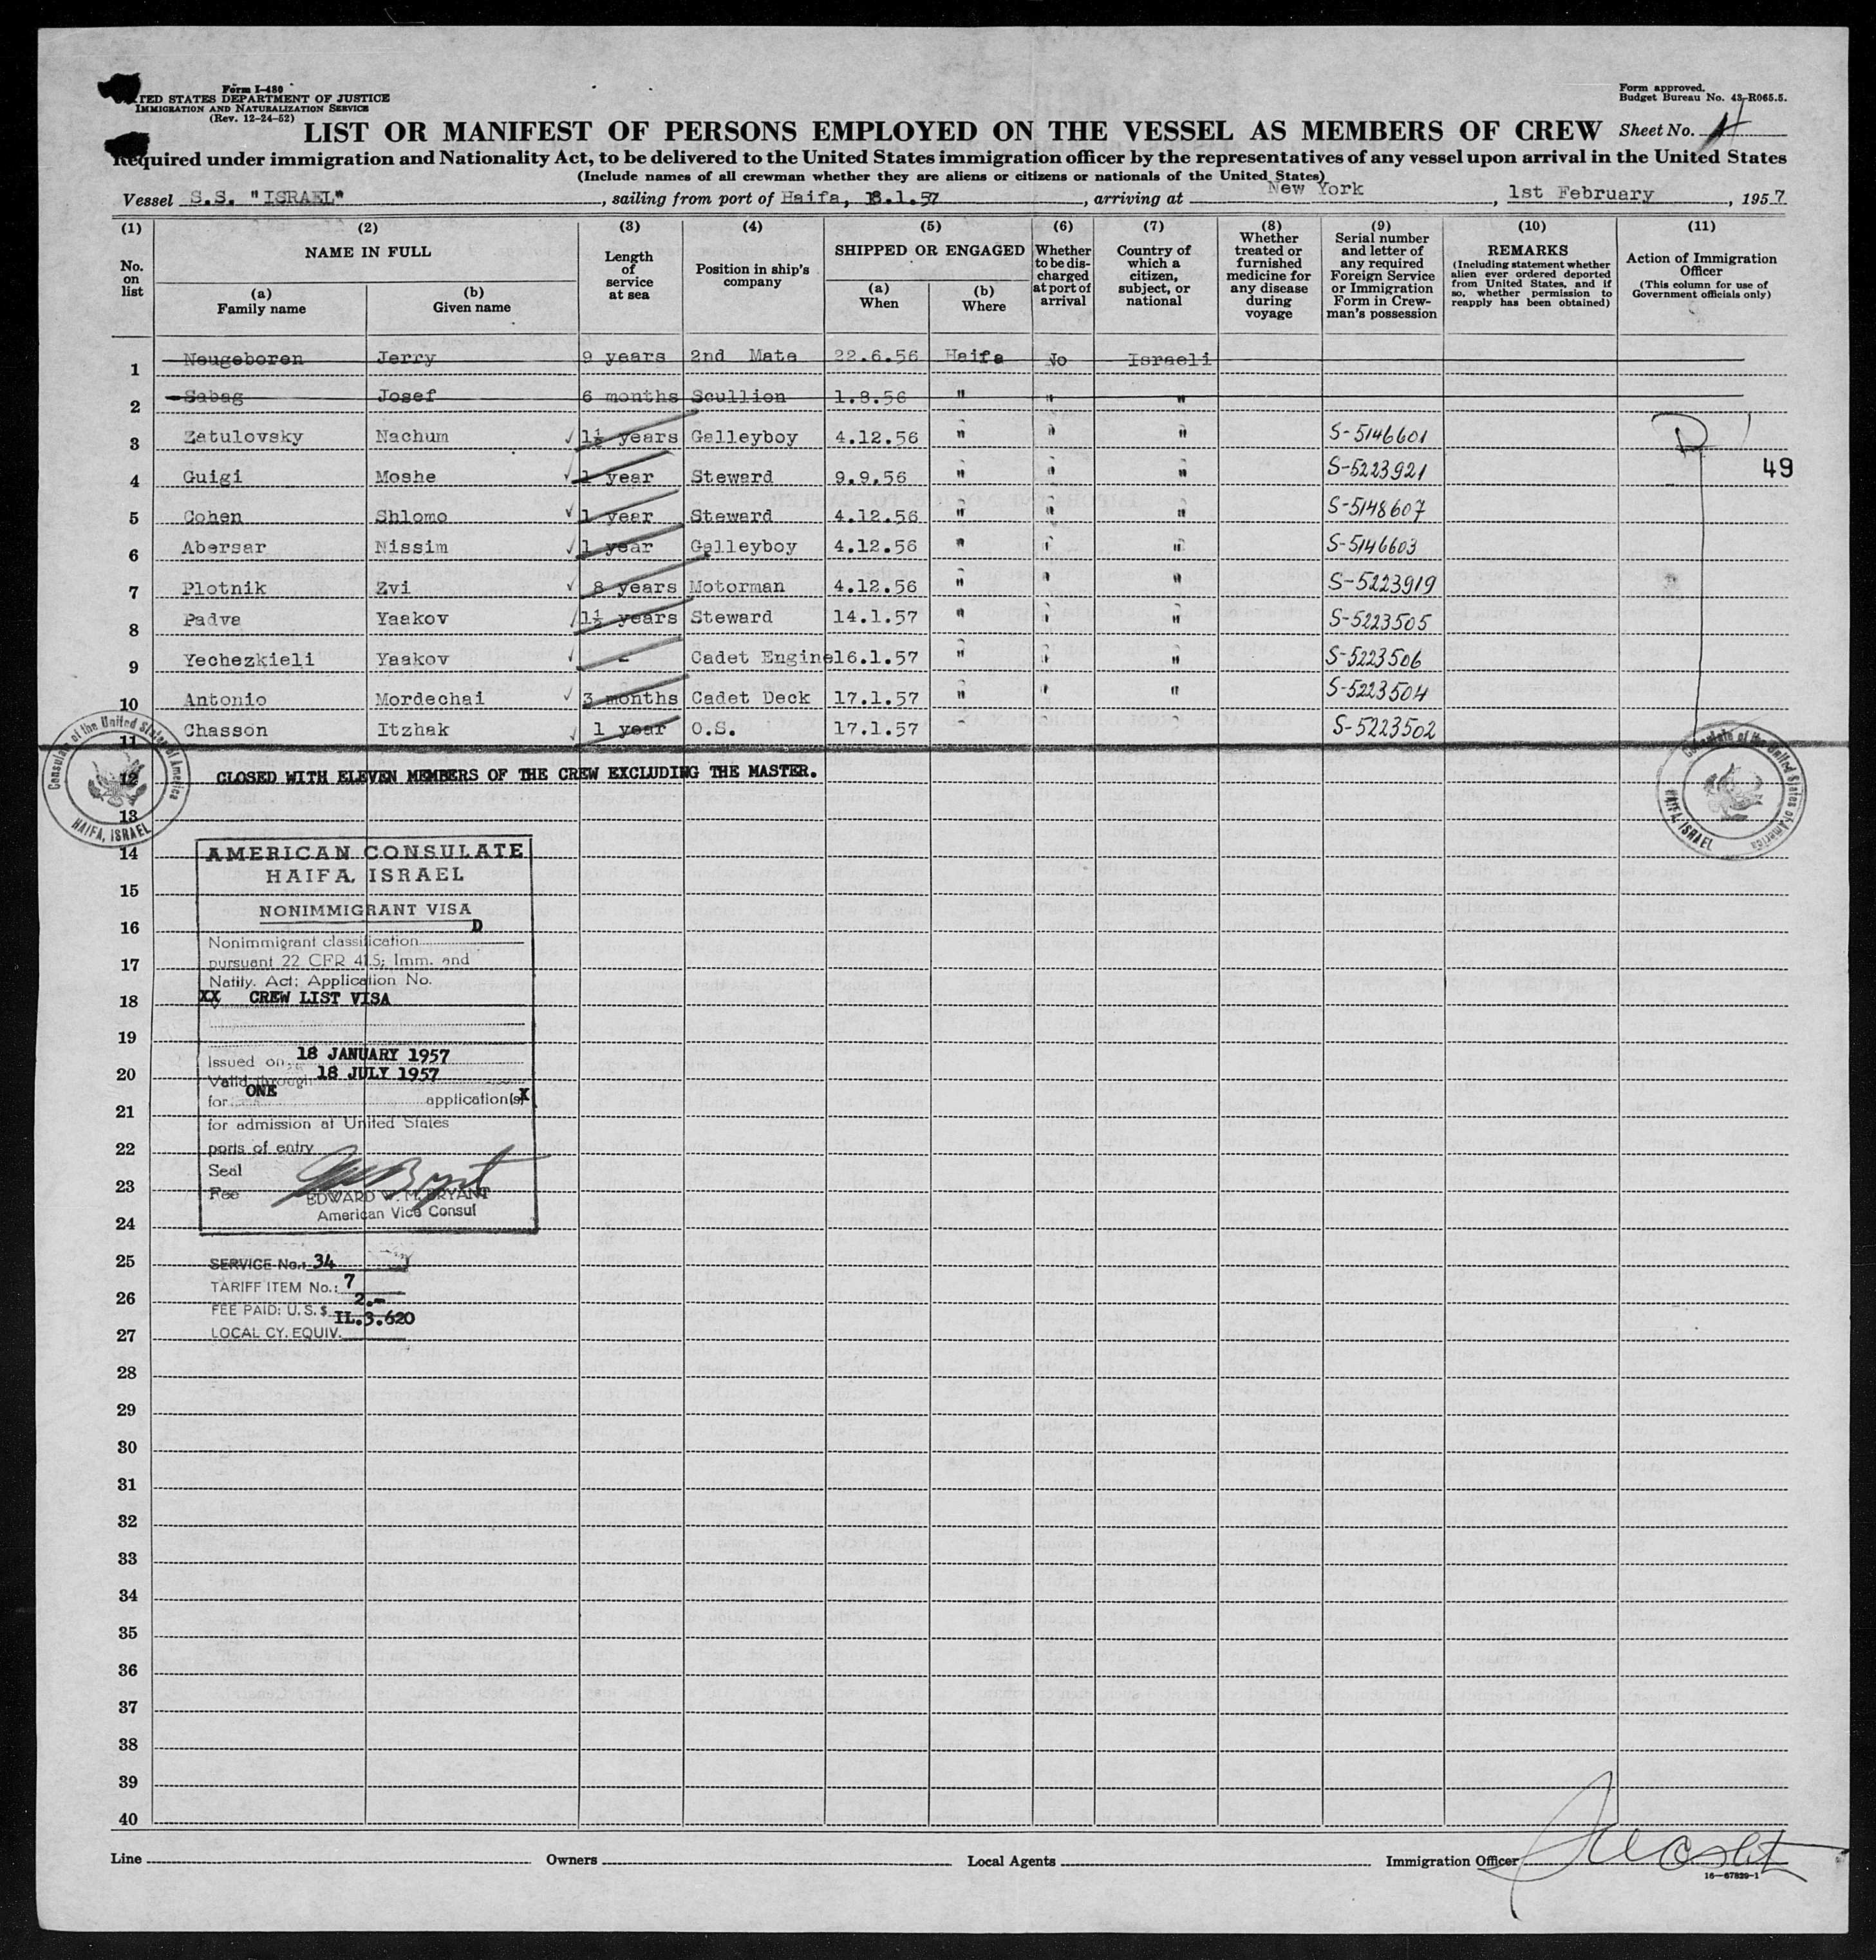 Form I-480
TED STATES DEPARTMENT OF JUSTICE
IMMIGRATION AND NATURALIZATION SERVICE
(Rev. 12-24-52)
Form approved.
Budget Bureau No. 43-R065.5.
LIST OR MANIFEST OF PERSONS EMPLOYED ON THE VESSEL AS MEMBERS OF CREW Sheet No. 4
Required under immigration and Nationality Act, to be delivered to the United States immigration officer by the representatives of any vessel upon arrival in the United States
(Include names of all crewman whether they are aliens or citizens or nationals of the United States)
Vessel S.S. "ISRAEL", sailing from port of Haifa, 18.1.57, arriving at New York, 1st February, 1957
(1) No. on list
(2) NAME IN FULL (a) Family name (b) Given name
(3) Length of service at sea
(4) Position in ship's company
(5) SHIPPED OR ENGAGED (a) When (b) Where
(6) Whether to be discharged at port of arrival
(7) Country of which a citizen, subject, or national
(8) Whether treated or furnished medicine for any disease during voyage
(9) Serial number and letter of any required Foreign Service or Immigration Form in Crewman's possession
(10) REMARKS (Including statement whether alien ever ordered deported from United States, and if so, whether permission to reapply has been obtained)
(11) Action of Immigration Officer (This column for use of Government officials only)
1 Neugeboren Jerry 9 years 2nd Mate 22.6.56 Haifa No Israeli
2 Sabag Josef 6 months Scullion 1.8.56 " " "
3 Zatulovsky Nachum 1½ years Galleyboy 4.12.56 " " " S-5146601
4 Guigi Moshe 1 year Steward 9.9.56 " " " S-5223921 49
5 Cohen Shlomo 1 year Steward 4.12.56 " " " S-5148607
6 Abersar Nissim 1 year Galleyboy 4.12.56 " " " S-5146603
7 Plotnik Zvi 8 years Motorman 4.12.56 " " " S-5223919
8 Padva Yaakov 1½ years Steward 14.1.57 " " " S-5223505
9 Yechezkieli Yaakov - Cadet Engine 16.1.57 " " " S-5223506
10 Antonio Mordechai 3 months Cadet Deck 17.1.57 " " " S-5223504
11 Chasson Itzhak 1 year O.S. 17.1.57 " " " S-5223502
12 CLOSED WITH ELEVEN MEMBERS OF THE CREW EXCLUDING THE MASTER.
Consulate of the United States of America
HAIFA, ISRAEL
Consulate of the United States of America
HAIFA, ISRAEL
13
14 AMERICAN CONSULATE
HAIFA, ISRAEL
15
NONIMMIGRANT VISA
16 D
Nonimmigrant classification
17 pursuant 22 CFR 41.5; Imm. and
Natlty. Act; Application No.
18 XX CREW LIST VISA
19
Issued on 18 JANUARY 1957
20 Valid through 18 JULY 1957
for ONE application(s)X
21
for admission at United States
22 ports of entry
Seal
23 Fee EDWARD W. M. BRYANT
American Vice Consul
24
25 SERVICE No.: 34
TARIFF ITEM No.: 7
26 FEE PAID: U.S.$ 2.-
27 LOCAL CY. EQUIV. IL.3.620
28
29
30
31
32
33
34
35
36
37
38
39
40
Line Owners Local Agents Immigration Officer
16—67829-1